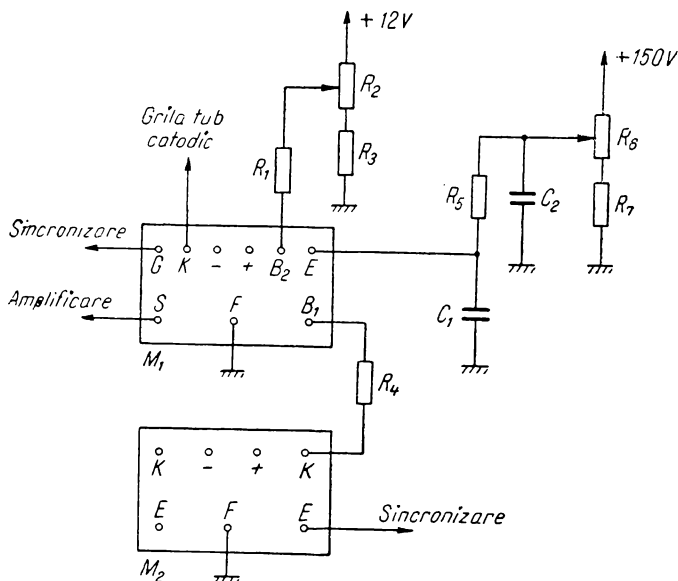 +12V
+150V
R2
Grila tub
catodic
R1
R3
R6
R5
C2
R7
Sincronizare
G K - + B2 E
Amplificare
S F B1
C1
M1
R4
K - + K
E F E
Sincronizare
M2